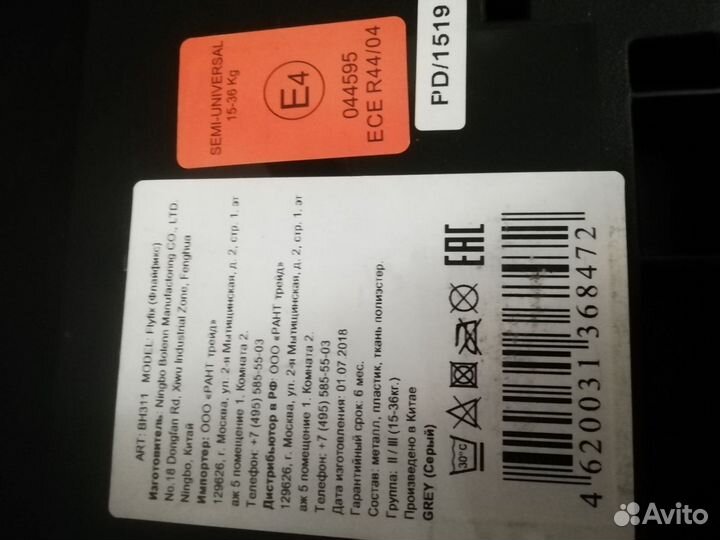 SEMI-UNIVERSAL
15-36 Kg
E4
044595
ECE R44/04
PD/1519
ART: BH311 MODEL: Flyfix (Флайфикс)
Изготовитель: Ningbo Bolenn Manufactoring CO., LTD.
No.18 Dongfan Rd, Xiwu Industrial Zone, Fenghua
Ningbo, Китай
Импортер: ООО «РАНТ трейд»
129626, г. Москва, ул. 2-я Мытищинская, д. 2, стр. 1, эт
аж 5 помещение 1, Комната 2.
Телефон: +7 (495) 585-55-03
Дистрибьютор в РФ: ООО «РАНТ трейд»
129626, г. Москва, ул. 2-я Мытищинская, д. 2, стр. 1, эт
аж 5 помещение 1, Комната 2.
Телефон: +7 (495) 585-55-03
Дата изготовления: 01 07 2018
Гарантийный срок: 6 мес.
Состав: металл, пластик, ткань полиэстер.
Группа: II / III (15-36кг.)
Произведено в Китае
GREY (Серый)
EAC
30°C
4 620031 368472
Avito